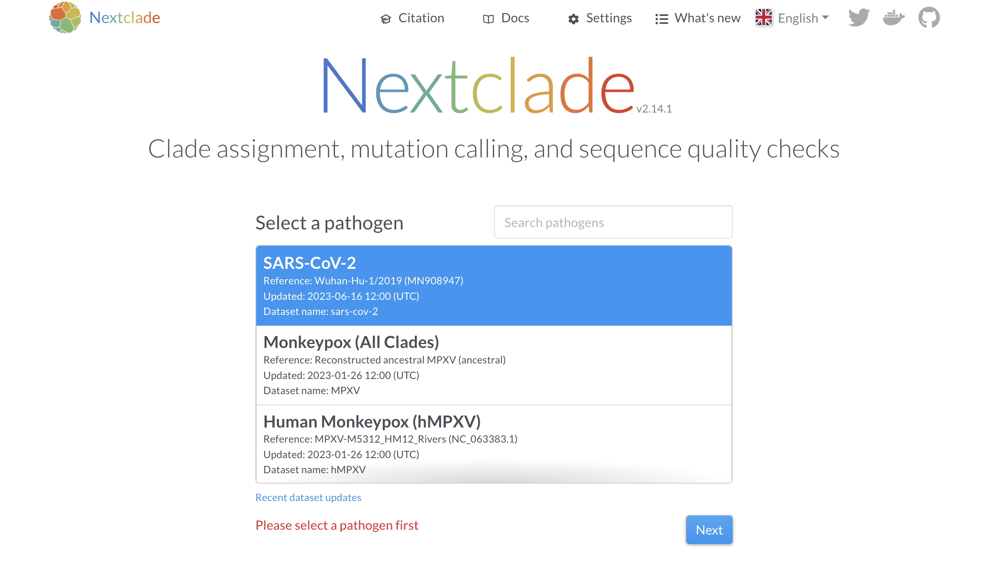 Nextclade
Citation
Docs
Settings
What's new
English
Nextclade v2.14.1
Clade assignment, mutation calling, and sequence quality checks
Select a pathogen
Search pathogens
SARS-CoV-2
Reference: Wuhan-Hu-1/2019 (MN908947)
Updated: 2023-06-16 12:00 (UTC)
Dataset name: sars-cov-2
Monkeypox (All Clades)
Reference: Reconstructed ancestral MPXV (ancestral)
Updated: 2023-01-26 12:00 (UTC)
Dataset name: MPXV
Human Monkeypox (hMPXV)
Reference: MPXV-M5312_HM12_Rivers (NC_063383.1)
Updated: 2023-01-26 12:00 (UTC)
Dataset name: hMPXV
Recent dataset updates
Please select a pathogen first
Next